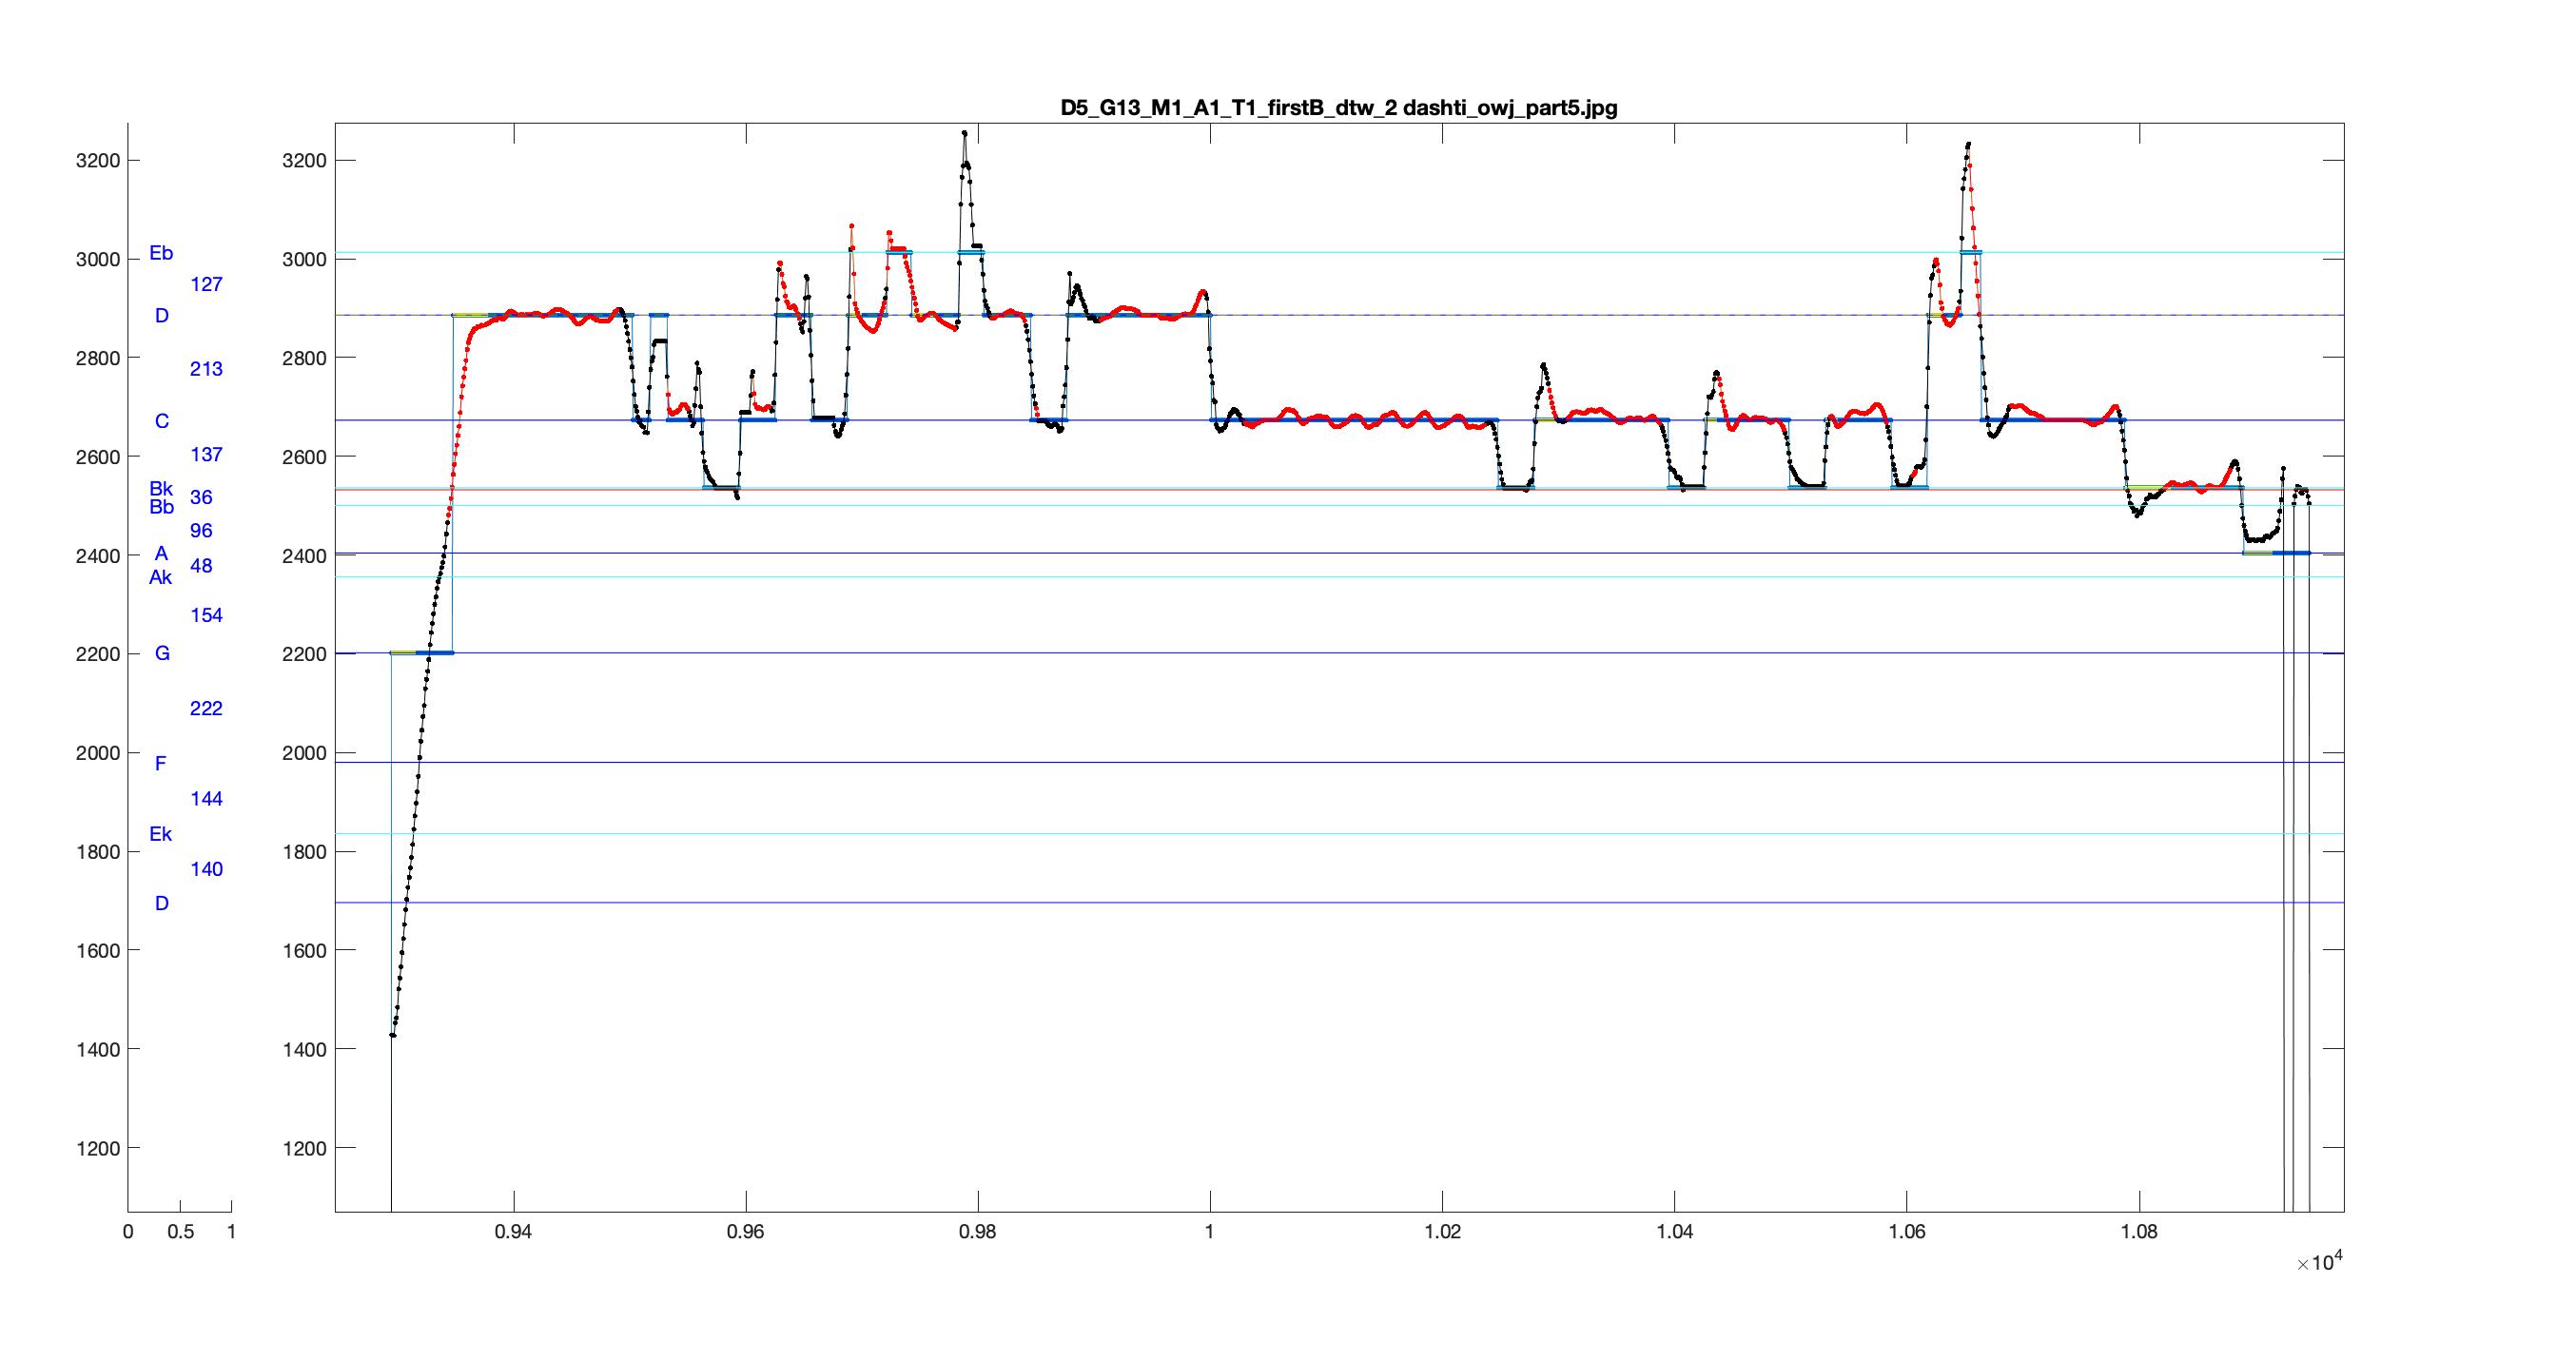 D5_G13_M1_A1_T1_firstB_dtw_2 dashti_owj_part5.jpg
3200 3200
Eb
3000 3000
127
D
2800 2800
213
C
137
2600 2600
Bk
36
Bb
96
2400 A 2400
48
Ak
154
2200 G 2200
222
2000 2000
F
144
Ek
1800 1800
140
D
1600 1600
1400 1400
1200 1200
0 0.5 1 0.94 0.96 0.98 1 1.02 1.04 1.06 1.08
×10⁴